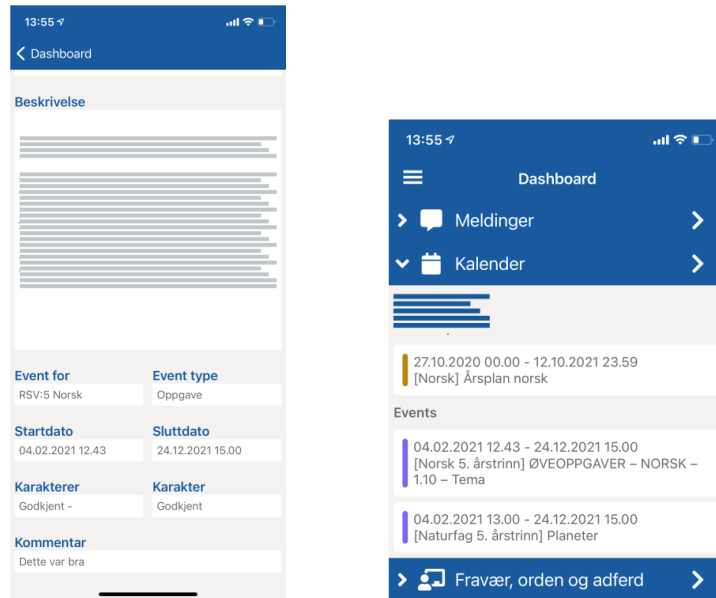 13:55
Dashboard
Beskrivelse
Event for
Event type
RSV:5 Norsk
Oppgave
Startdato
Sluttdato
04.02.2021 12.43
24.12.2021 15.00
Karakterer
Karakter
Godkjent -
Godkjent
Kommentar
Dette var bra
13:55
Dashboard
Meldinger
Kalender
27.10.2020 00.00 - 12.10.2021 23.59
[Norsk] Årsplan norsk
Events
04.02.2021 12.43 - 24.12.2021 15.00
[Norsk 5. årstrinn] ØVEOPPGAVER – NORSK –
1.10 – Tema
04.02.2021 13.00 - 24.12.2021 15.00
[Naturfag 5. årstrinn] Planeter
Fravær, orden og adferd